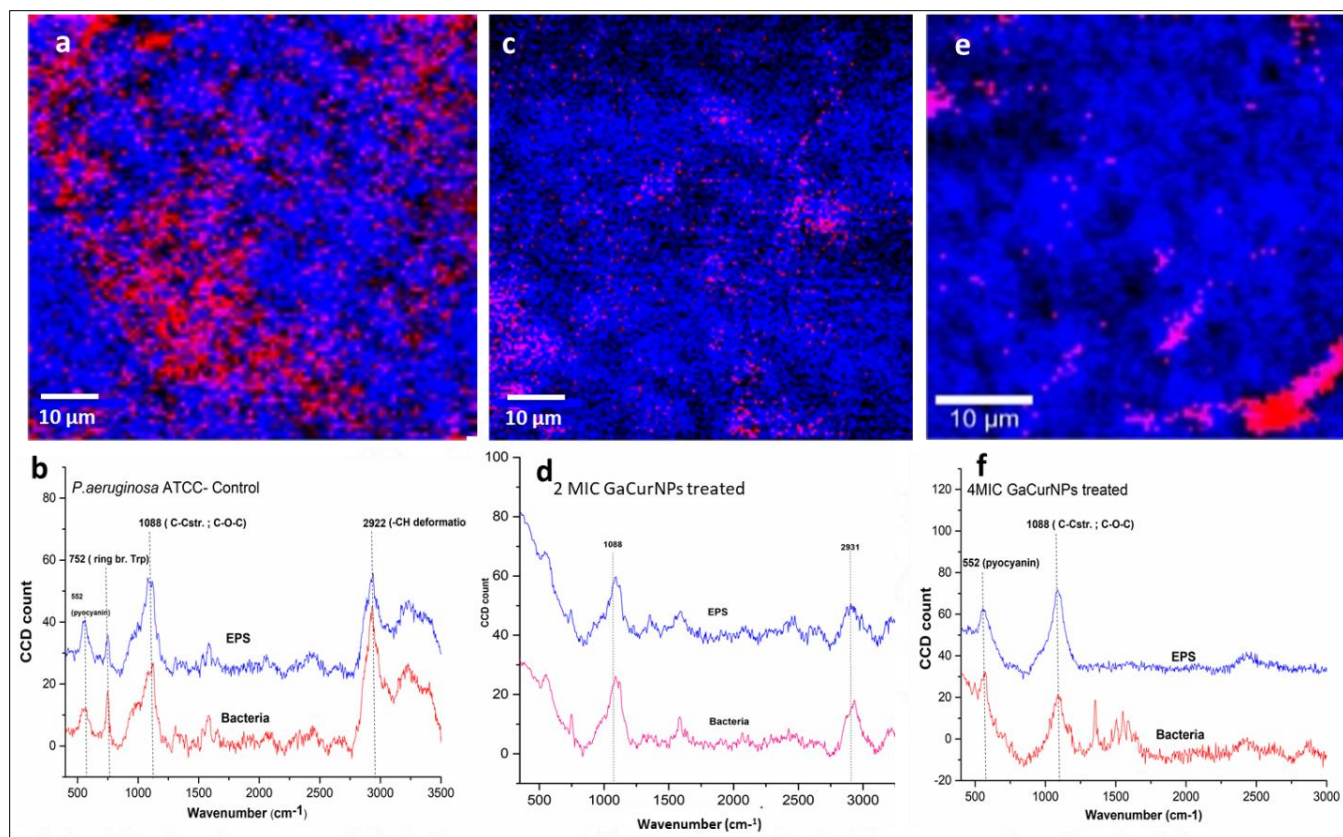 a
10 µm
c
10 µm
e
10 µm
b
P.aeruginosa ATCC- Control
1088 ( C-Cstr. ; C-O-C)
2922 (-CH deformatio
752 ( ring br. Trp)
552
(pyocyanin)
EPS
Bacteria
CCD count
80
60
40
20
0
500 1000 1500 2000 2500 3000 3500
Wavenumber (cm-1)
d
2 MIC GaCurNPs treated
1088
2931
EPS
Bacteria
CCD count
100
80
60
40
20
0
500 1000 1500 2000 2500 3000
Wavenumber (cm-1)
f
4MIC GaCurNPs treated
1088 ( C-Cstr. ; C-O-C)
552 (pyocyanin)
EPS
Bacteria
CCD count
120
100
80
60
40
20
0
-20
500 1000 1500 2000 2500 3000
Wavenumber (cm-1)